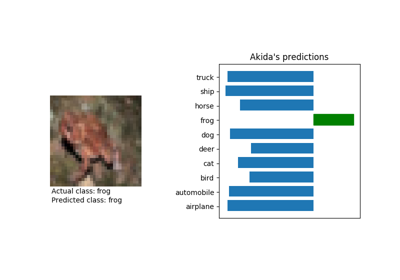 Akida's predictions
truck
ship
horse
frog
dog
deer
cat
bird
automobile
airplane
Actual class: frog
Predicted class: frog